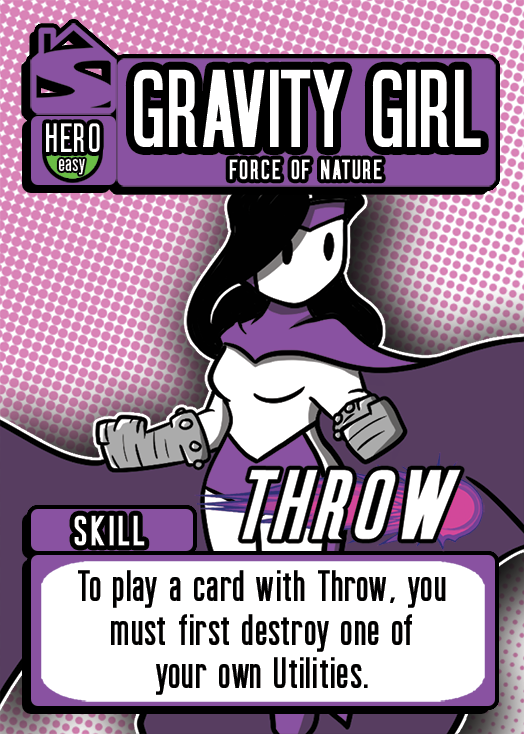 GRAVITY GIRL
FORCE OF NATURE
HERO
easy
THROW
SKILL
To play a card with Throw, you
must first destroy one of
your own Utilities.